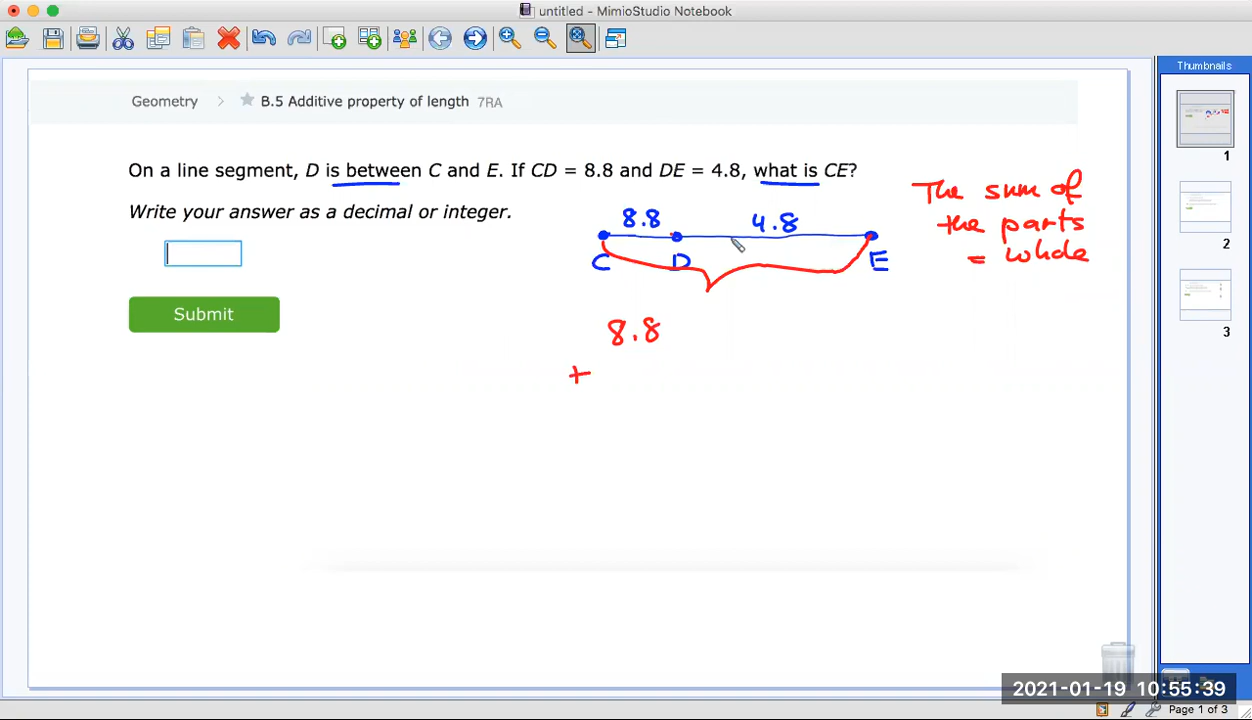 untitled - MimioStudio Notebook
Thumbnails
Geometry > B.5 Additive property of length 7RA
On a line segment, D is between C and E. If CD = 8.8 and DE = 4.8, what is CE?
Write your answer as a decimal or integer.
Submit
8.8 4.8
C D E
The sum of
the parts
= whole
8.8
+
1
2
3
2021-01-19 10:55:39
Page 1 of 3